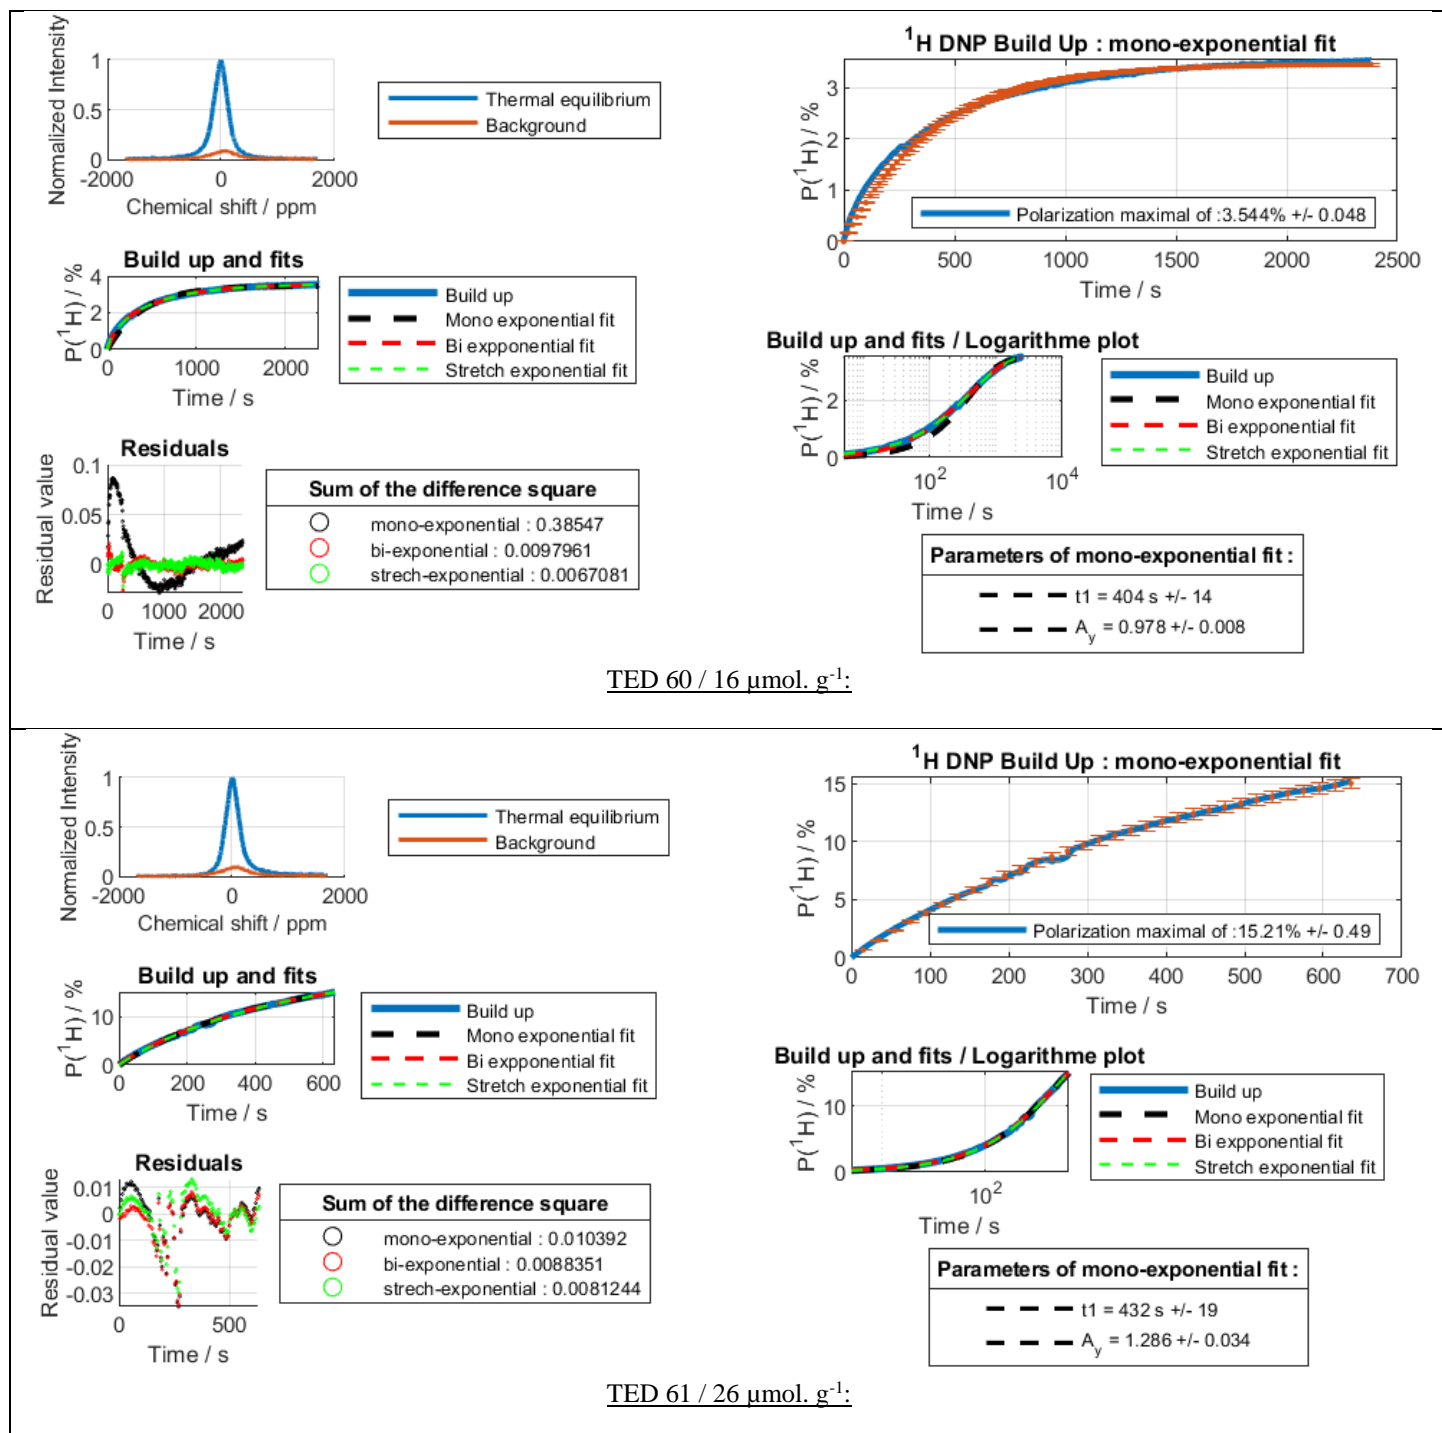 Normalized Intensity
1
0.5
0
-2000
0
2000
Chemical shift / ppm
Thermal equilibrium
Background
¹H DNP Build Up : mono-exponential fit
P(¹H) / %
3
2
1
0
Polarization maximal of :3.544% +/- 0.048
0
500
1000
1500
2000
2500
Time / s
Build up and fits
P(¹H) / %
4
2
0
0
1000
2000
Time / s
Build up
Mono exponential fit
Bi expponential fit
Stretch exponential fit
Build up and fits / Logarithme plot
P(¹H) / %
2
0
10²
10⁴
Time / s
Build up
Mono exponential fit
Bi expponential fit
Stretch exponential fit
Residuals
Residual value
0.1
0.05
0
0
1000
2000
Time / s
Sum of the difference square
mono-exponential : 0.38547
bi-exponential : 0.0097961
strech-exponential : 0.0067081
Parameters of mono-exponential fit :
t1 = 404 s +/- 14
A_y = 0.978 +/- 0.008
TED 60 / 16 µmol. g⁻¹:
Normalized Intensity
1
0.5
0
-2000
0
2000
Chemical shift / ppm
Thermal equilibrium
Background
¹H DNP Build Up : mono-exponential fit
P(¹H) / %
15
10
5
0
Polarization maximal of :15.21% +/- 0.49
0
100
200
300
400
500
600
700
Time / s
Build up and fits
P(¹H) / %
10
0
0
200
400
600
Time / s
Build up
Mono exponential fit
Bi expponential fit
Stretch exponential fit
Build up and fits / Logarithme plot
P(¹H) / %
10
0
10²
Time / s
Build up
Mono exponential fit
Bi expponential fit
Stretch exponential fit
Residuals
Residual value
0.01
0
-0.01
-0.02
-0.03
0
500
Time / s
Sum of the difference square
mono-exponential : 0.010392
bi-exponential : 0.0088351
strech-exponential : 0.0081244
Parameters of mono-exponential fit :
t1 = 432 s +/- 19
A_y = 1.286 +/- 0.034
TED 61 / 26 µmol. g⁻¹: